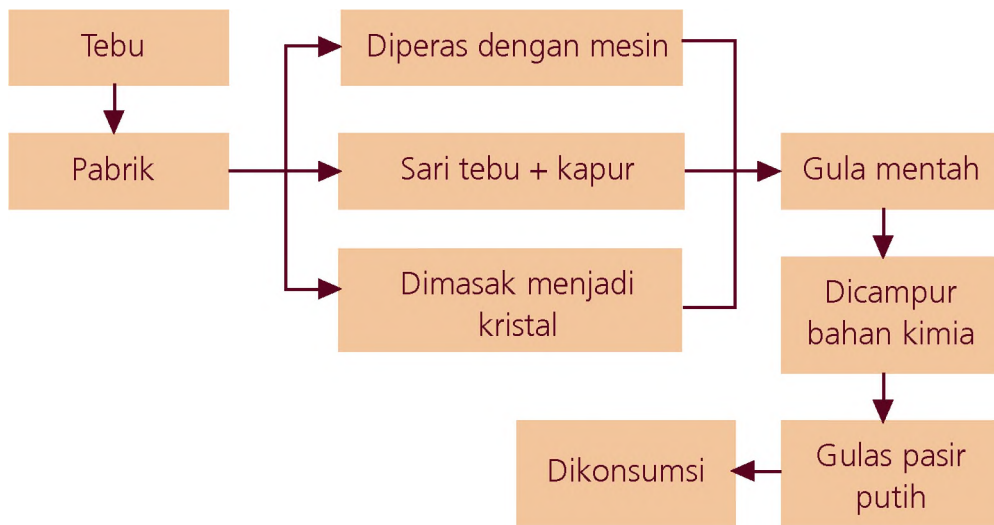 Tebu
Pabrik
Diperas dengan mesin
Sari tebu + kapur
Dimasak menjadi
kristal
Gula mentah
Dicampur
bahan kimia
Gulas pasir
putih
Dikonsumsi